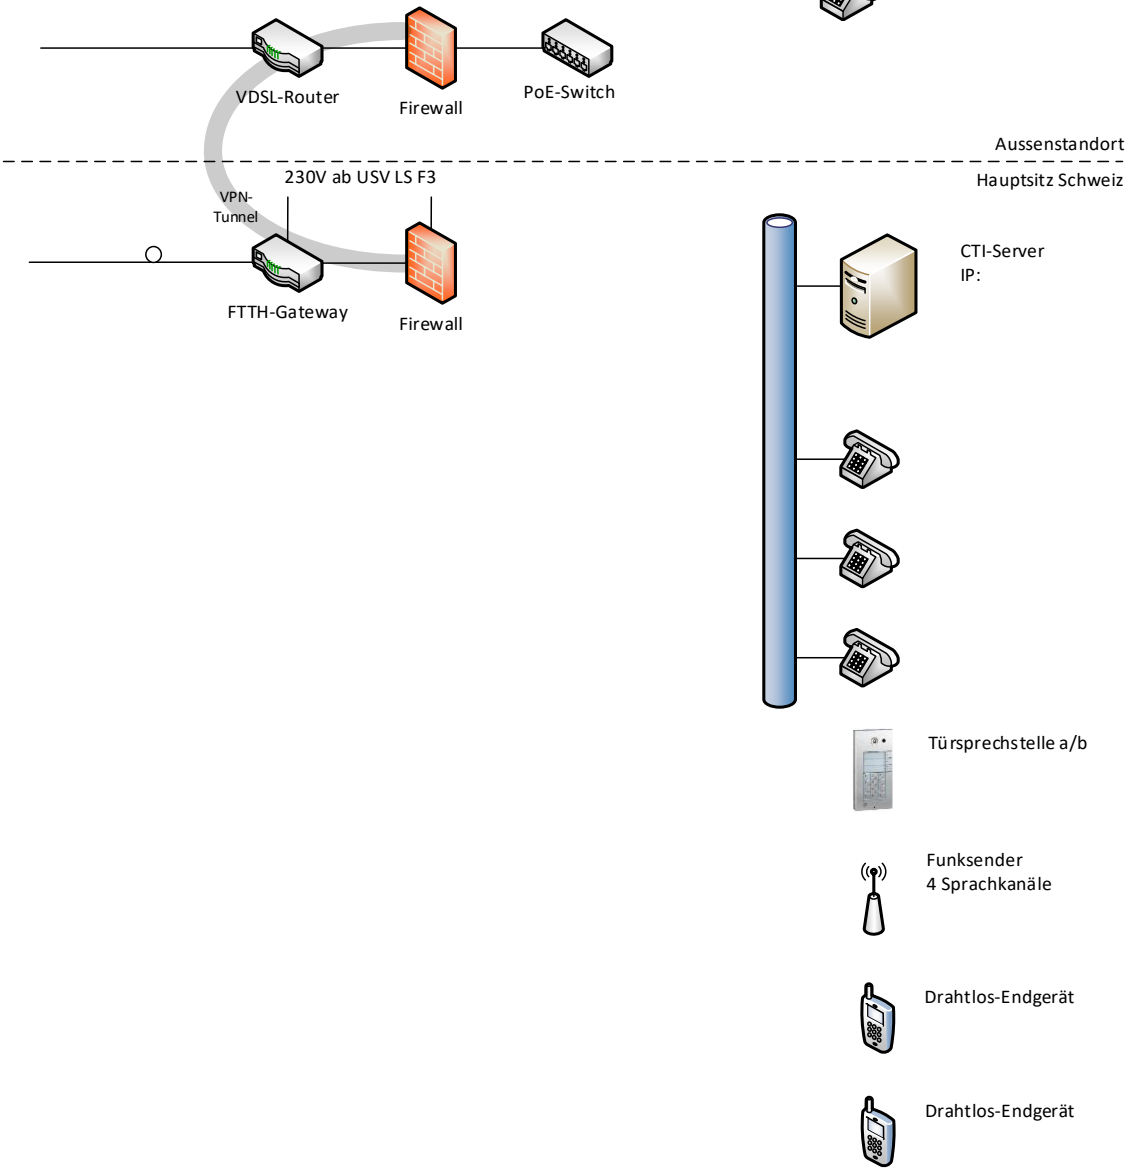 VDSL-Router
Firewall
PoE-Switch
Aussenstandort
Hauptsitz Schweiz
230V ab USV LS F3
VPN-
Tunnel
FTTH-Gateway
Firewall
CTI-Server
IP:
Türsprechstelle a/b
Funksender
4 Sprachkanäle
Drahtlos-Endgerät
Drahtlos-Endgerät